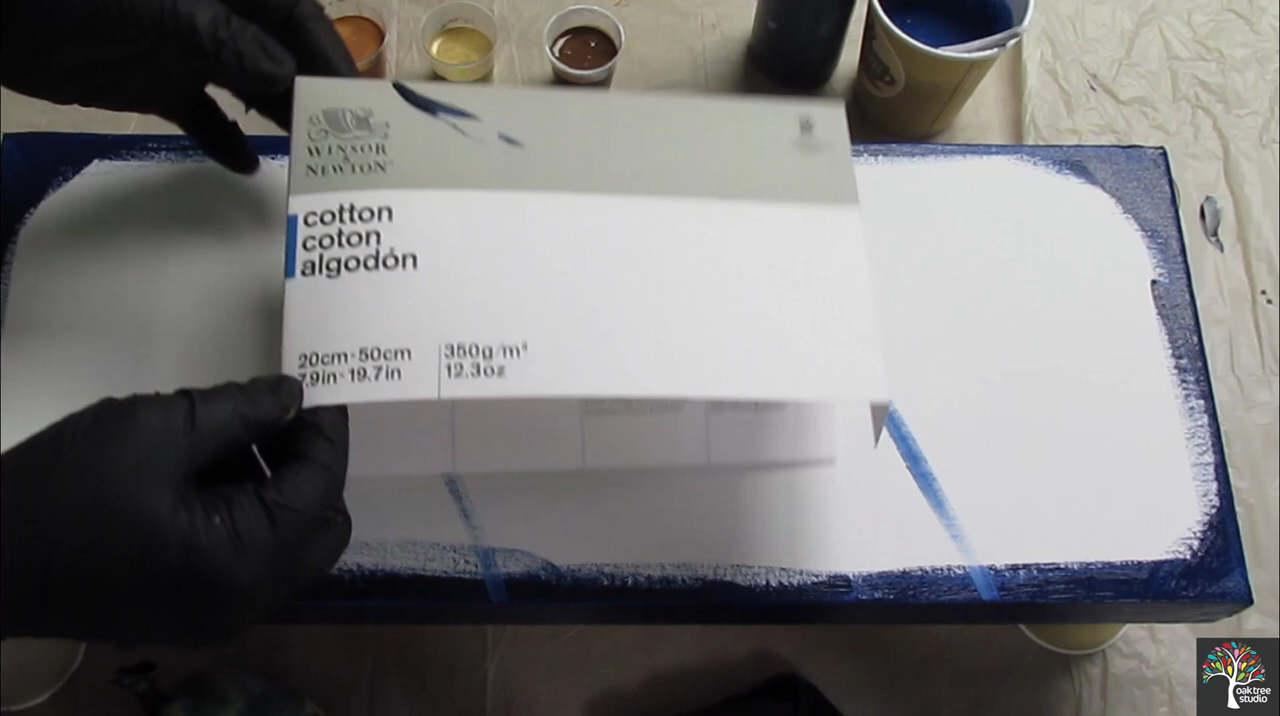 WINSOR
&
NEWTON
cotton
coton
algodón
20cm-50cm
7.9in-19.7in
350g/m²
12.3oz
oaktree
studio